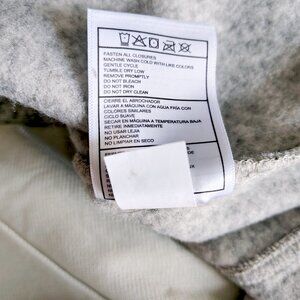 FASTEN ALL CLOSURES
MACHINE WASH COLD WITH LIKE COLORS
GENTLE CYCLE
TUMBLE DRY LOW
REMOVE PROMPTLY
DO NOT BLEACH
DO NOT IRON
DO NOT DRY CLEAN
CIERRE EL ABROCHADOR
LAVAR A MÁQUINA CON AGUA FRÍA CON
COLORES SIMILARES
CICLO SUAVE
SECAR EN MÁQUINA A TEMPERATURA BAJA
RETIRE INMEDIATAMENTE
NO USAR LEJÍA
NO PLANCHAR
NO LIMPIAR EN SECO